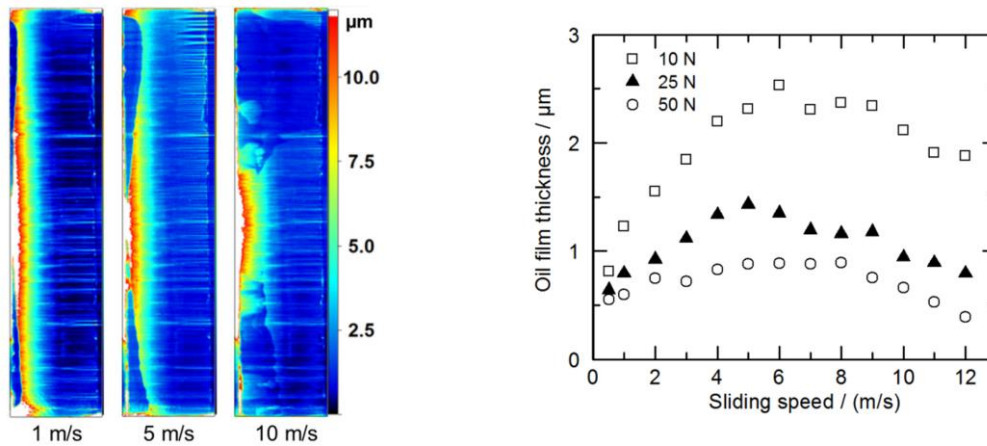 µm
10.0
7.5
5.0
2.5
1 m/s
5 m/s
10 m/s
3
2
1
0
Oil film thickness / µm
10 N
25 N
50 N
0 2 4 6 8 10 12
Sliding speed / (m/s)